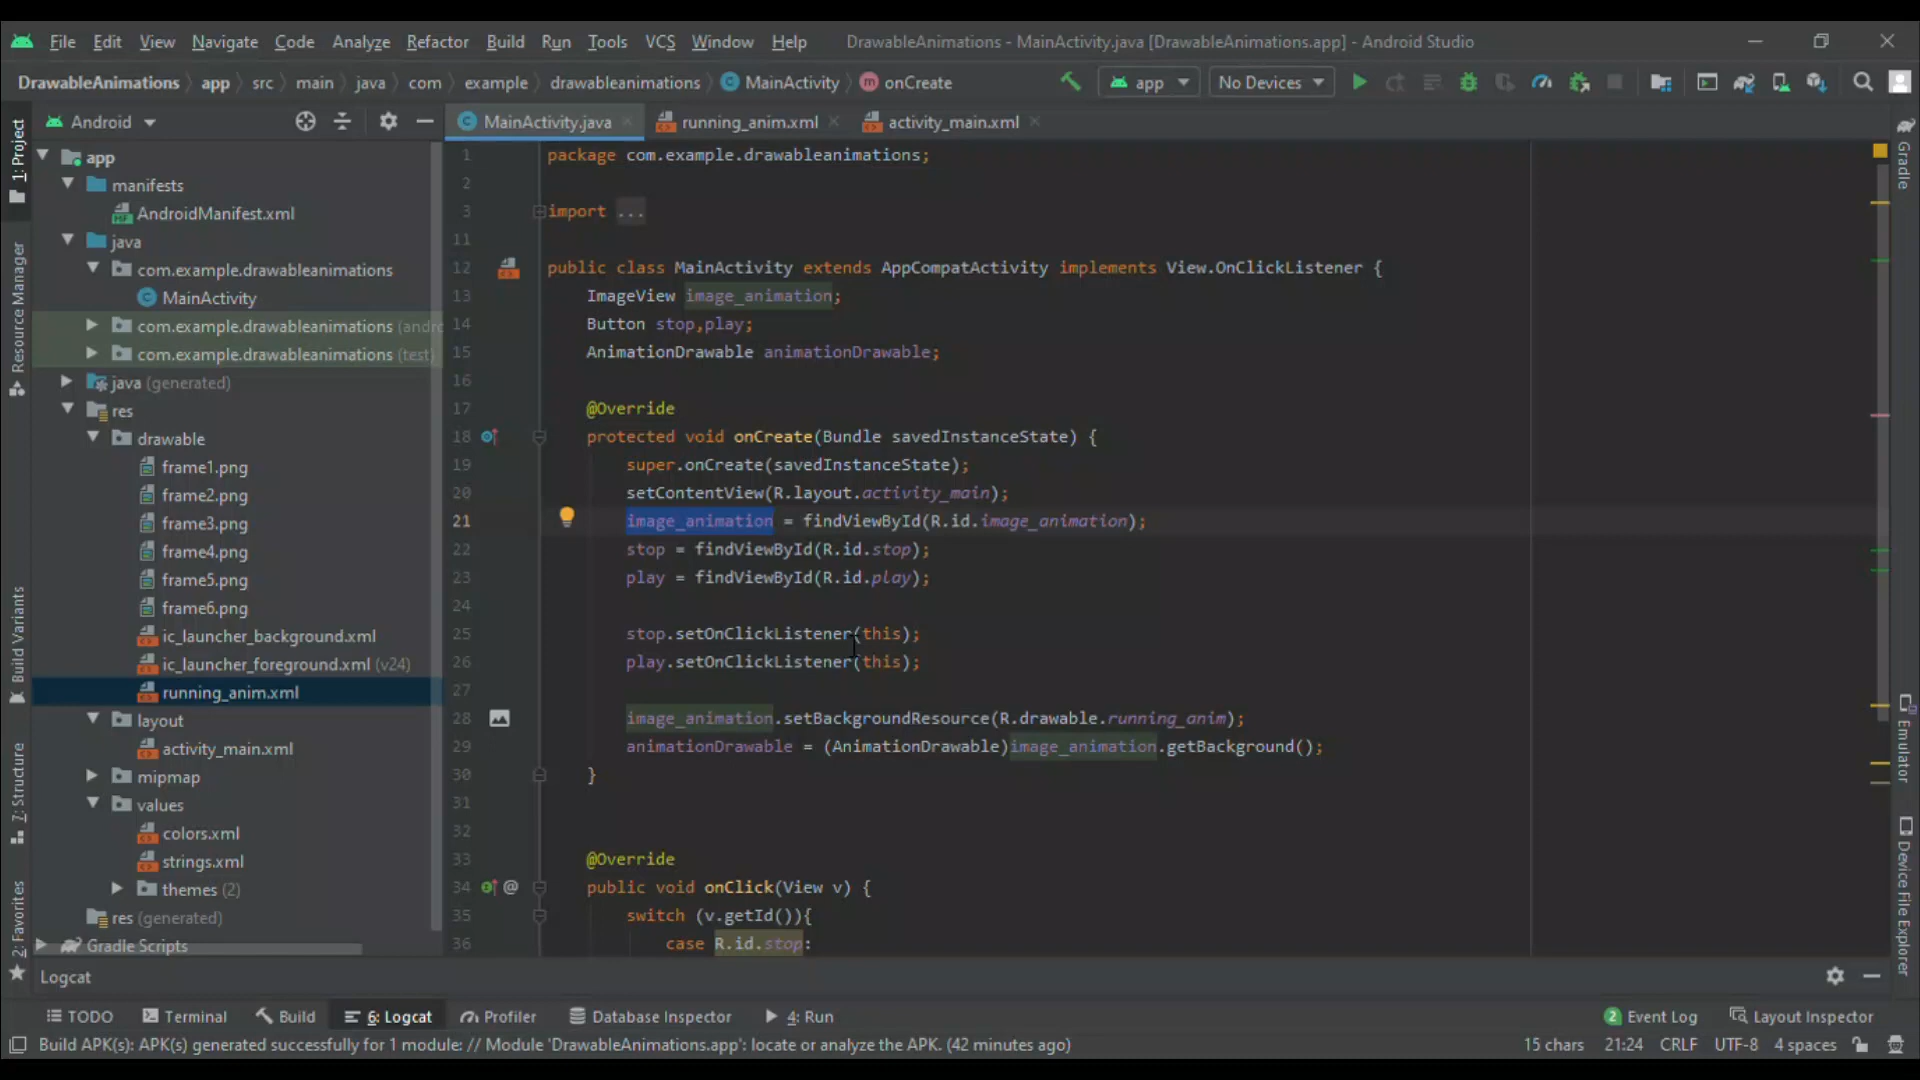 File Edit View Navigate Code Analyze Refactor Build Run Tools VCS Window Help DrawableAnimations - MainActivity.java [DrawableAnimations.app] - Android Studio
DrawableAnimations app src main java com example drawableanimations MainActivity onCreate app No Devices
Android
MainActivity.java running_anim.xml activity_main.xml
1: Project
Resource Manager
Build Variants
7: Structure
2: Favorites
app
manifests
AndroidManifest.xml
java
com.example.drawableanimations
MainActivity
com.example.drawableanimations (andro
com.example.drawableanimations (test)
java (generated)
res
drawable
frame1.png
frame2.png
frame3.png
frame4.png
frame5.png
frame6.png
ic_launcher_background.xml
ic_launcher_foreground.xml (v24)
running_anim.xml
layout
activity_main.xml
mipmap
values
colors.xml
strings.xml
themes (2)
res (generated)
Gradle Scripts
1 package com.example.drawableanimations;
2
3 import ...
11
12 public class MainActivity extends AppCompatActivity implements View.OnClickListener {
13 ImageView image_animation;
14 Button stop,play;
15 AnimationDrawable animationDrawable;
16
17 @Override
18 protected void onCreate(Bundle savedInstanceState) {
19 super.onCreate(savedInstanceState);
20 setContentView(R.layout.activity_main);
21 image_animation = findViewById(R.id.image_animation);
22 stop = findViewById(R.id.stop);
23 play = findViewById(R.id.play);
24
25 stop.setOnClickListener(this);
26 play.setOnClickListener(this);
27
28 image_animation.setBackgroundResource(R.drawable.running_anim);
29 animationDrawable = (AnimationDrawable)image_animation.getBackground();
30 }
31
32
33 @Override
34 @ public void onClick(View v) {
35 switch (v.getId()){
36 case R.id.stop:
Gradle
Emulator
Device File Explorer
Logcat
TODO Terminal Build 6: Logcat Profiler Database Inspector 4: Run 2 Event Log Layout Inspector
Build APK(s): APK(s) generated successfully for 1 module: // Module 'DrawableAnimations.app': locate or analyze the APK. (42 minutes ago) 15 chars 21:24 CRLF UTF-8 4 spaces